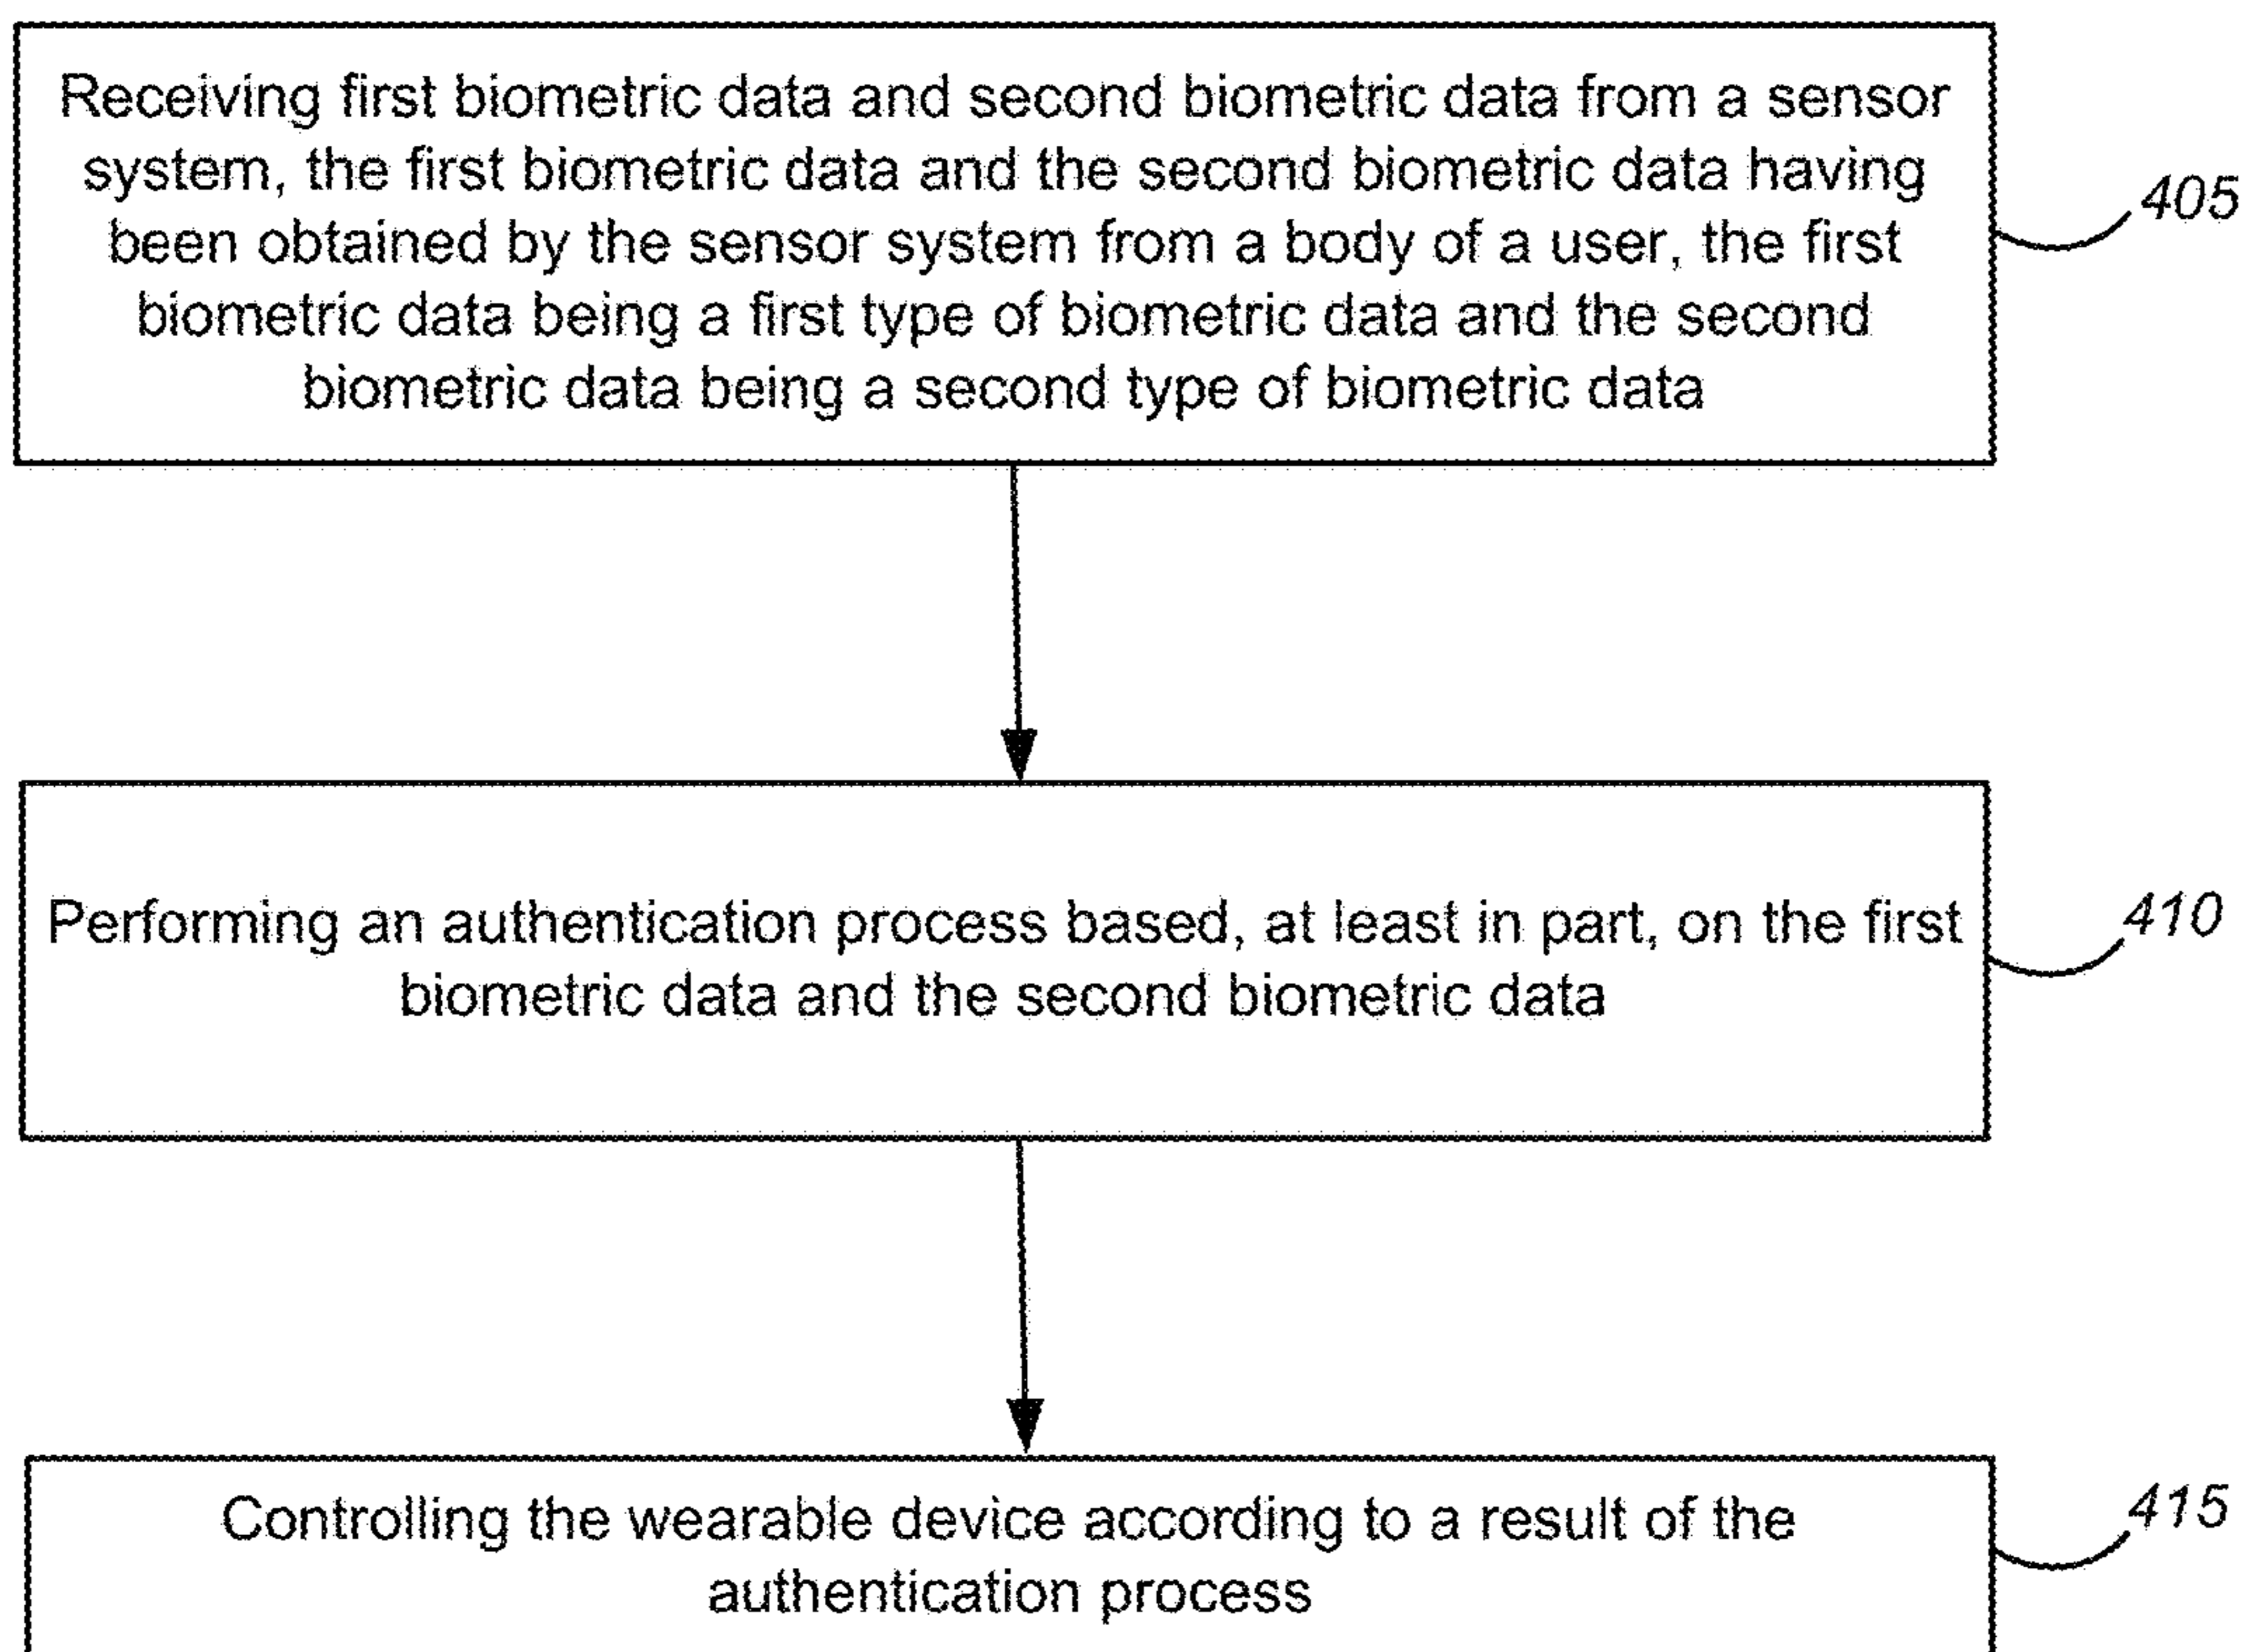 Receiving first biometric data and second biometric data from a sensor
system, the first biometric data and the second biometric data having
been obtained by the sensor system from a body of a user, the first
biometric data being a first type of biometric data and the second
biometric data being a second type of biometric data
405
Performing an authentication process based, at least in part, on the first
biometric data and the second biometric data
410
Controlling the wearable device according to a result of the
authentication process
415